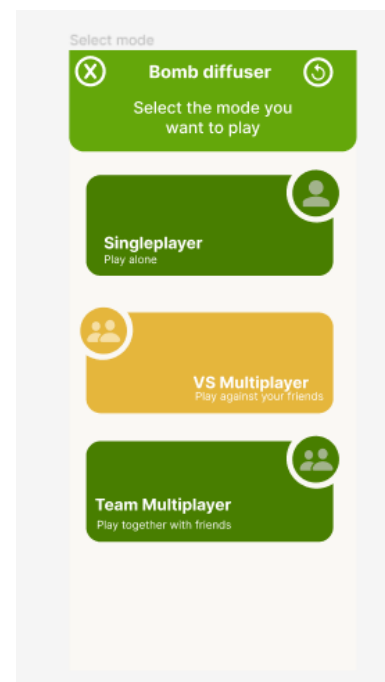 Select mode
Bomb diffuser
Select the mode you
want to play
Singleplayer
Play alone
VS Multiplayer
Play against your friends
Team Multiplayer
Play together with friends